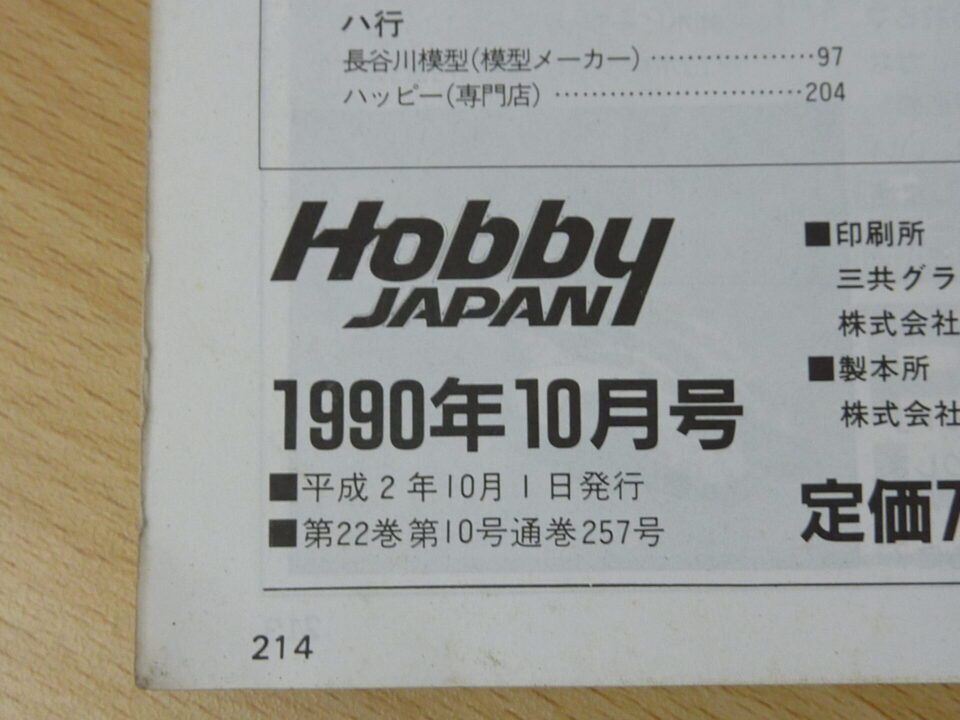 ハ行
長谷川模型(模型メーカー)………………97
ハッピー(専門店)………………………204
Hobby
JAPAN
1990年10月号
■平成2年10月1日発行
■第22巻第10号通巻257号
■印刷所
三共グラ
株式会社
■製本所
株式会社
定価7
214